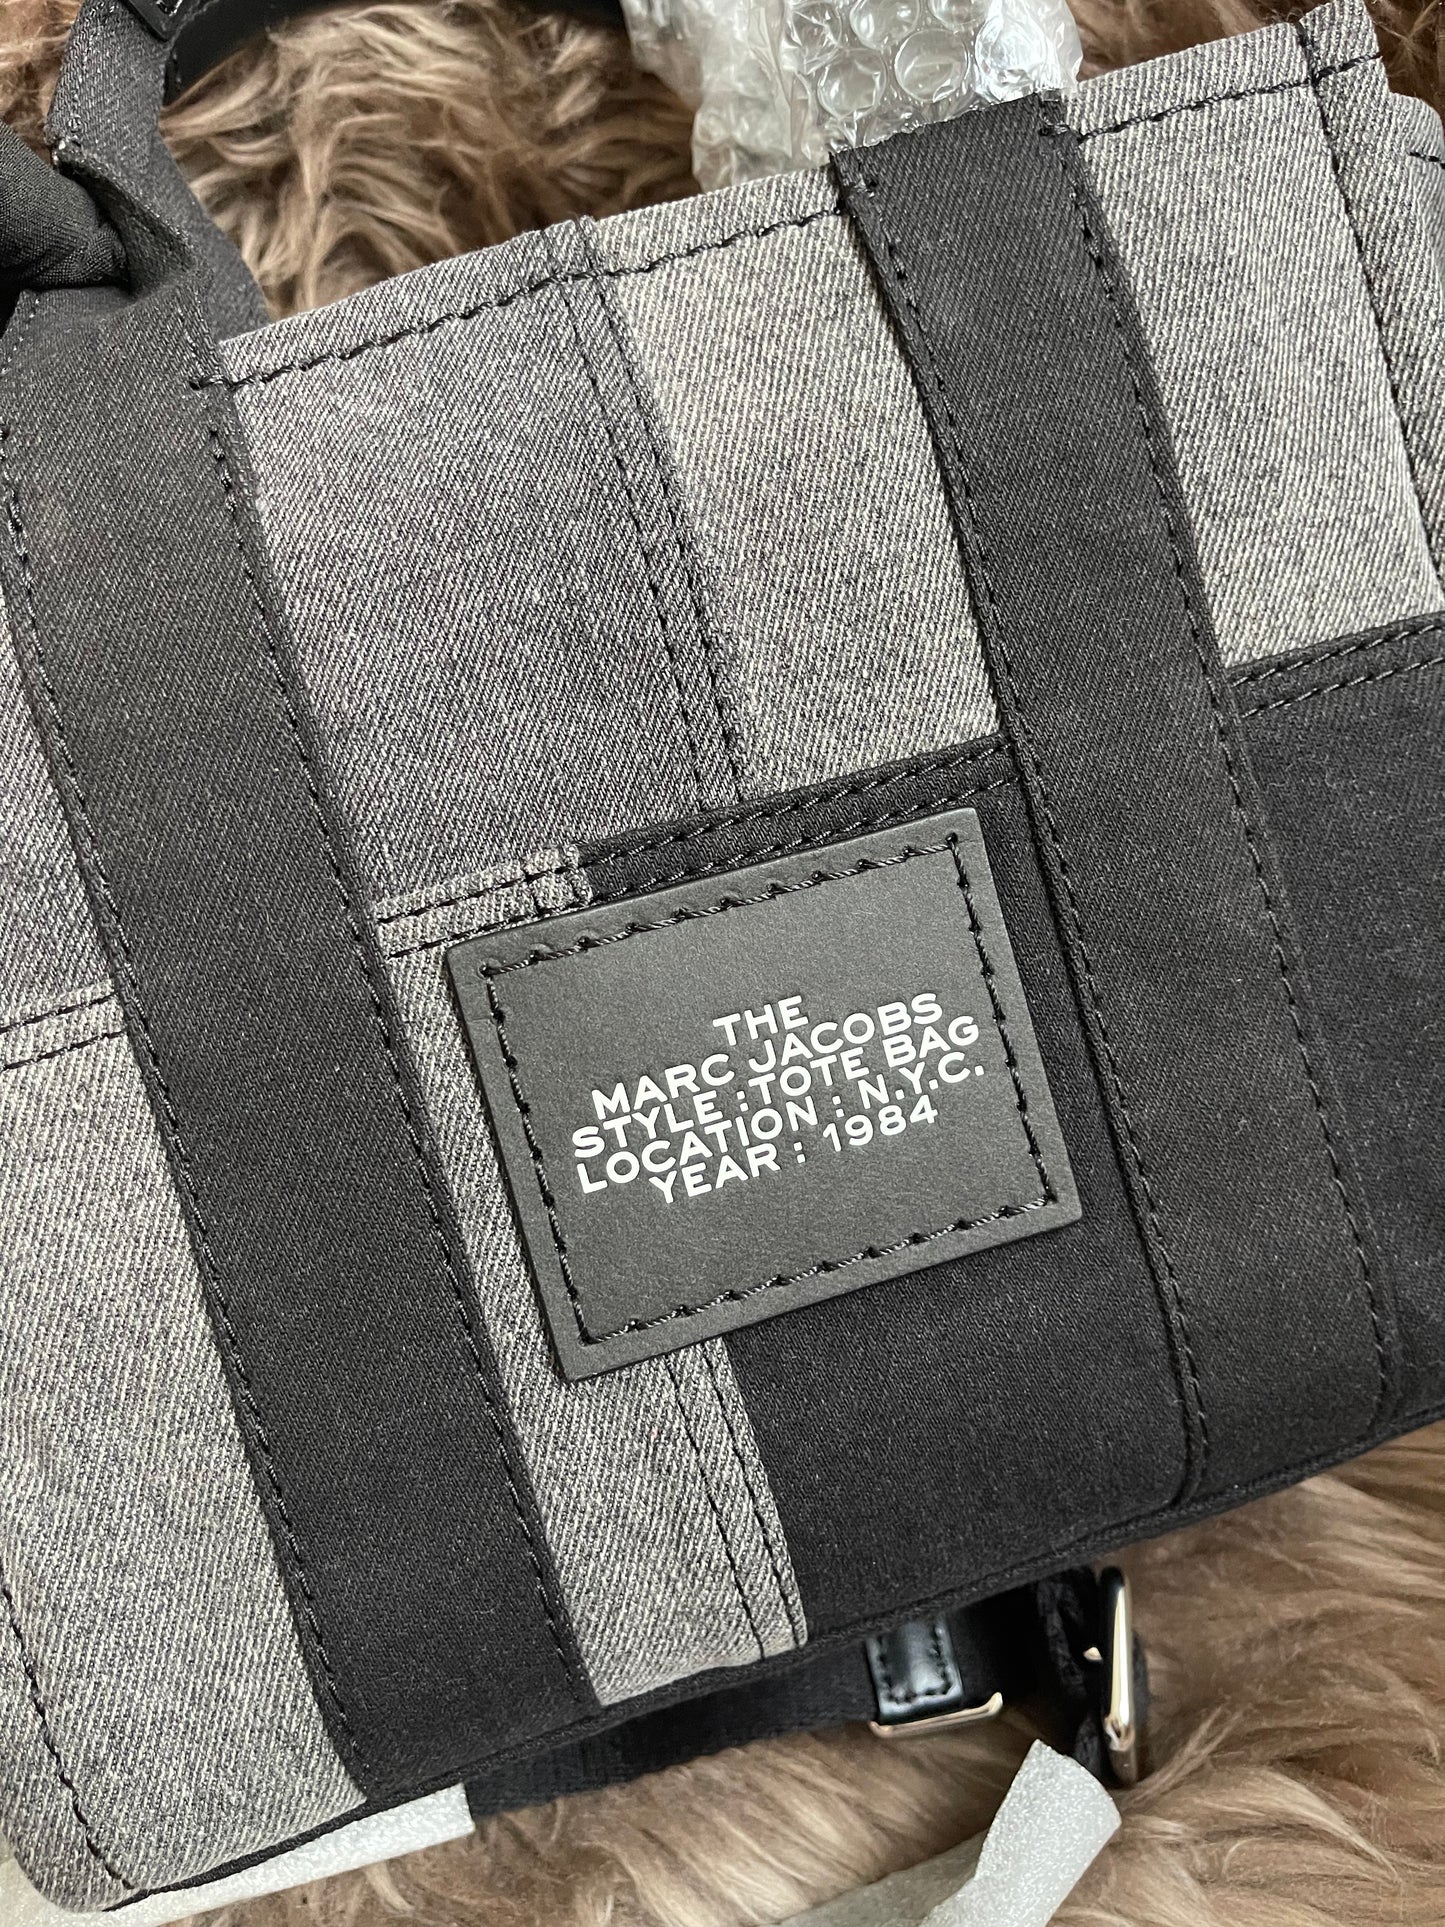 THE
MARC JACOBS
STYLE : TOTE BAG
LOCATION : N.Y.C.
YEAR : 1984